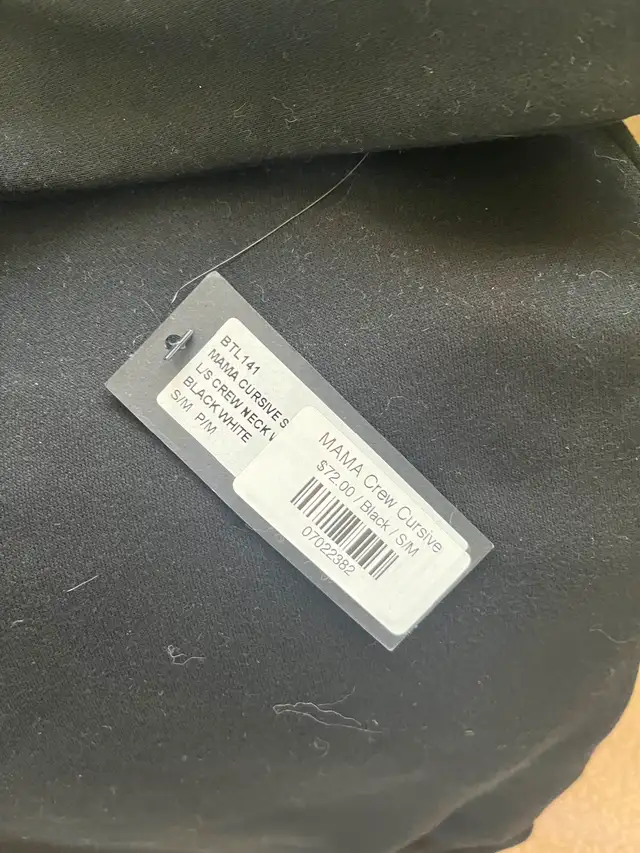 BTL141
MAMA CURSIVE S
L/S CREW NECK
BLACK WHITE
S/M P/M
MAMA Crew Cursive
$72.00 / Black / S/M
07022382